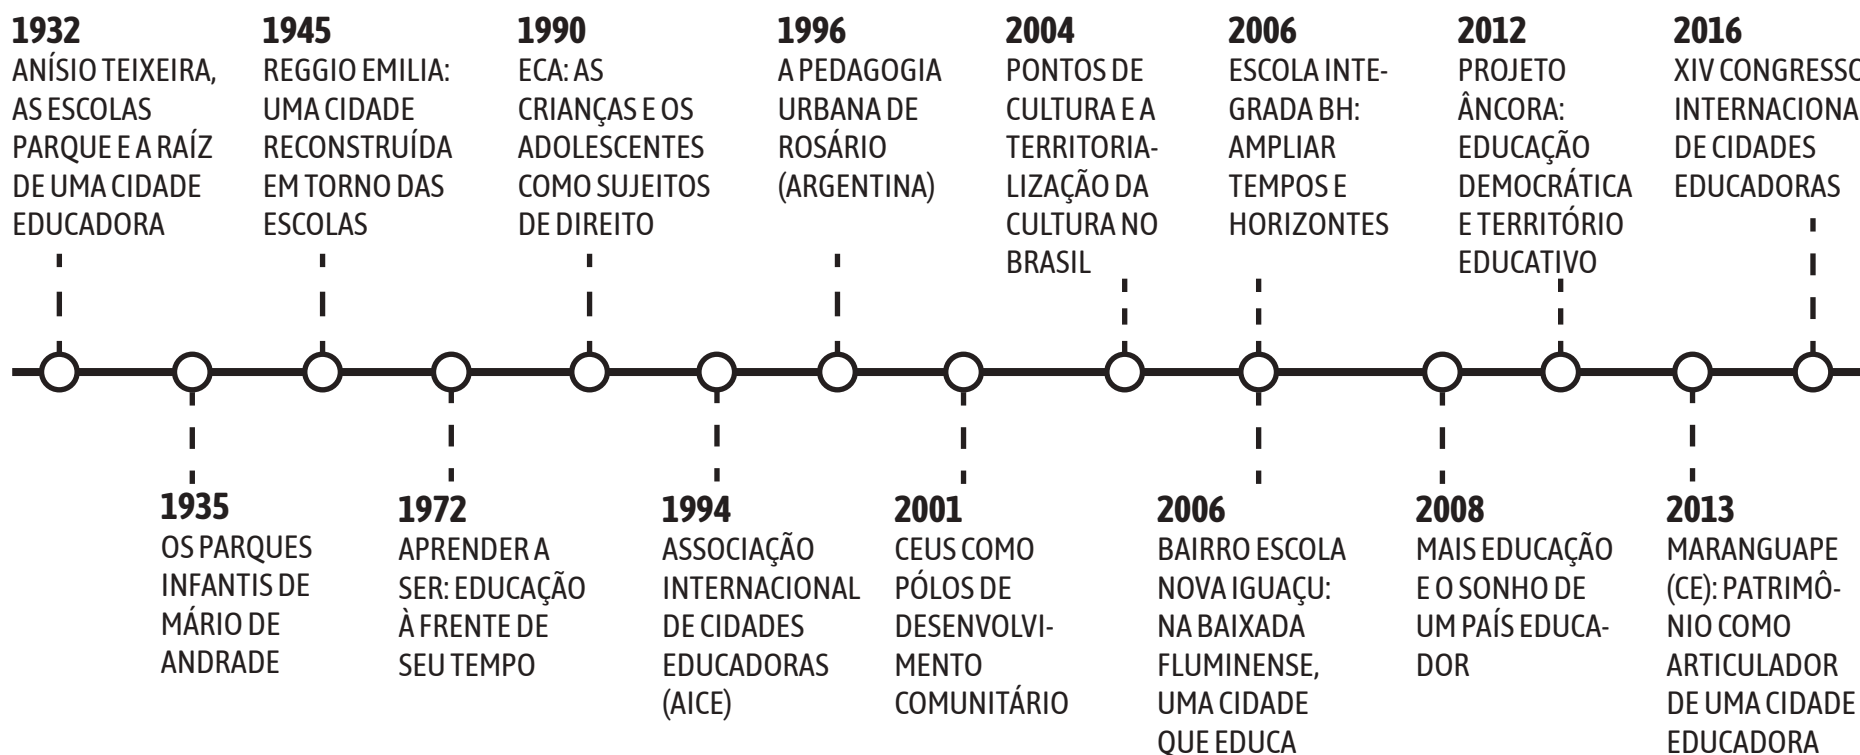 1932
ANÍSIO TEIXEIRA,
AS ESCOLAS
PARQUE E A RAÍZ
DE UMA CIDADE
EDUCADORA
1945
REGGIO EMILIA:
UMA CIDADE
RECONSTRUÍDA
EM TORNO DAS
ESCOLAS
1990
ECA: AS
CRIANÇAS E OS
ADOLESCENTES
COMO SUJEITOS
DE DIREITO
1996
A PEDAGOGIA
URBANA DE
ROSÁRIO
(ARGENTINA)
2004
PONTOS DE
CULTURA E A
TERRITORIA-
LIZAÇÃO DA
CULTURA NO
BRASIL
2006
ESCOLA INTE-
GRADA BH:
AMPLIAR
TEMPOS E
HORIZONTES
2012
PROJETO
ÂNCORA:
EDUCAÇÃO
DEMOCRÁTICA
E TERRITÓRIO
EDUCATIVO
2016
XIV CONGRESSO
INTERNACIONA
DE CIDADES
EDUCADORAS
1935
OS PARQUES
INFANTIS DE
MÁRIO DE
ANDRADE
1972
APRENDER A
SER: EDUCAÇÃO
À FRENTE DE
SEU TEMPO
1994
ASSOCIAÇÃO
INTERNACIONAL
DE CIDADES
EDUCADORAS
(AICE)
2001
CEUS COMO
PÓLOS DE
DESENVOLVI-
MENTO
COMUNITÁRIO
2006
BAIRRO ESCOLA
NOVA IGUAÇU:
NA BAIXADA
FLUMINENSE,
UMA CIDADE
QUE EDUCA
2008
MAIS EDUCAÇÃO
E O SONHO DE
UM PAÍS EDUCA-
DOR
2013
MARANGUAPE
(CE): PATRIMÔ-
NIO COMO
ARTICULADOR
DE UMA CIDADE
EDUCADORA